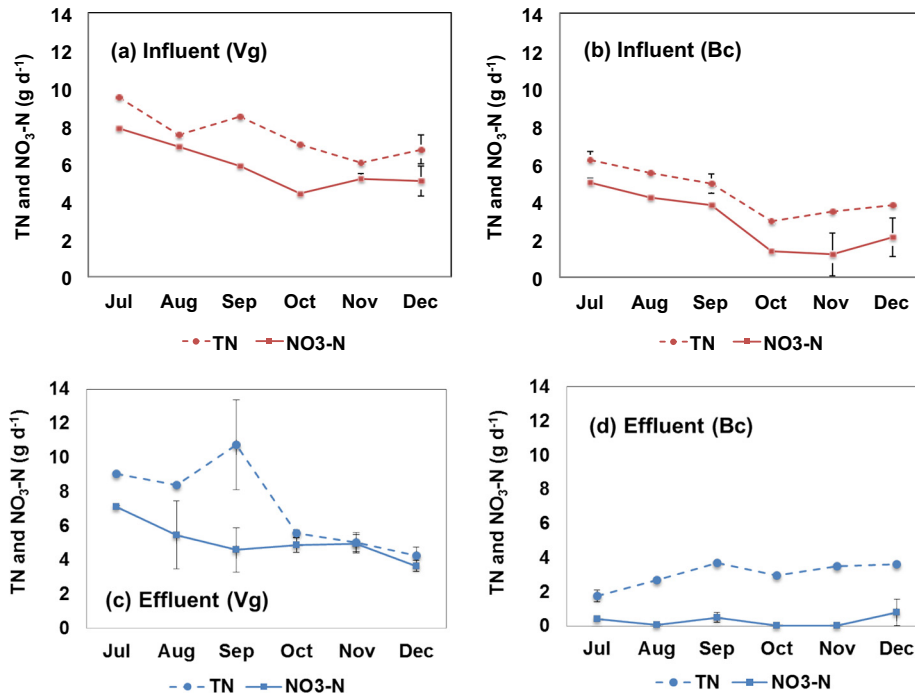 TN and NO₃-N (g d⁻¹)
14
12
10
8
6
4
2
0
(a) Influent (Vg)
Jul Aug Sep Oct Nov Dec
TN NO3-N
TN and NO₃-N (g d⁻¹)
14
12
10
8
6
4
2
0
(b) Influent (Bc)
Jul Aug Sep Oct Nov Dec
TN NO3-N
TN and NO₃-N (g d⁻¹)
14
12
10
8
6
4
2
0
(c) Effluent (Vg)
Jul Aug Sep Oct Nov Dec
TN NO3-N
TN and NO₃-N (g d⁻¹)
14
12
10
8
6
4
2
0
(d) Effluent (Bc)
Jul Aug Sep Oct Nov Dec
TN NO3-N